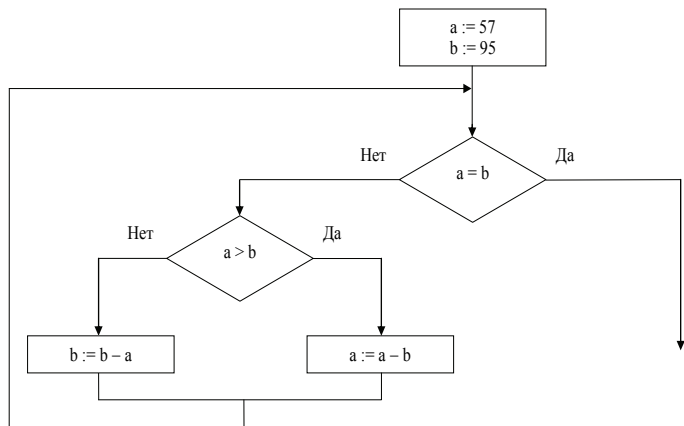 a := 57
b := 95
Нет
a = b
Да
Нет
a > b
Да
b := b – a
a := a – b